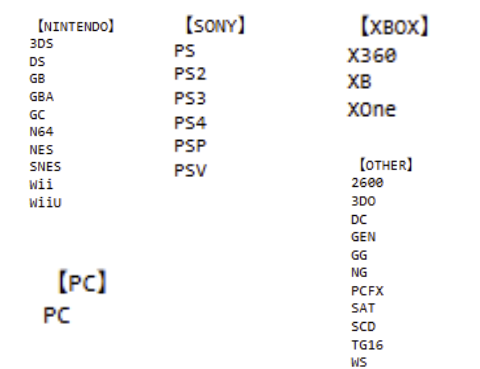 【NINTENDO】
3DS
DS
GB
GBA
GC
N64
NES
SNES
Wii
WiiU
【SONY】
PS
PS2
PS3
PS4
PSP
PSV
【XBOX】
X360
XB
XOne
【PC】
PC
【OTHER】
2600
3DO
DC
GEN
GG
NG
PCFX
SAT
SCD
TG16
WS